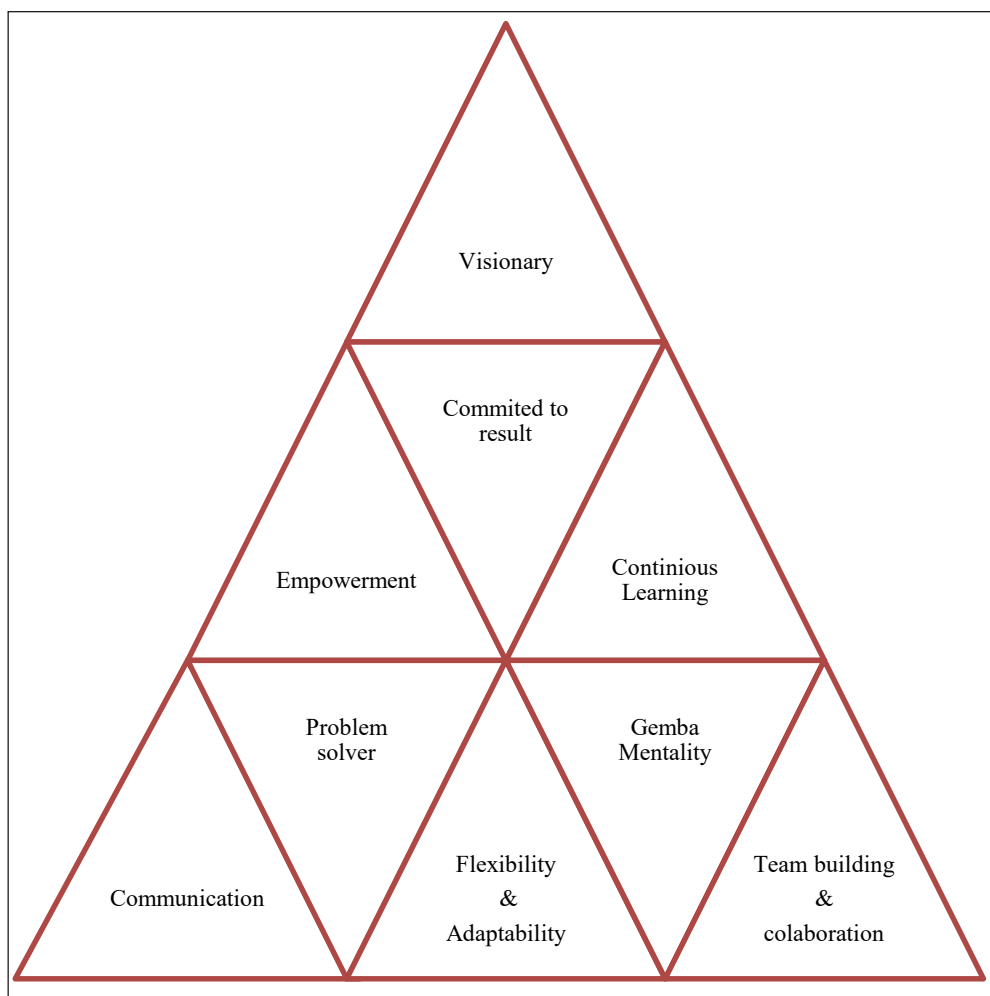 Visionary
Commited to
result
Empowerment
Continious
Learning
Problem
solver
Gemba
Mentality
Communication
Flexibility
&
Adaptability
Team building
&
colaboration